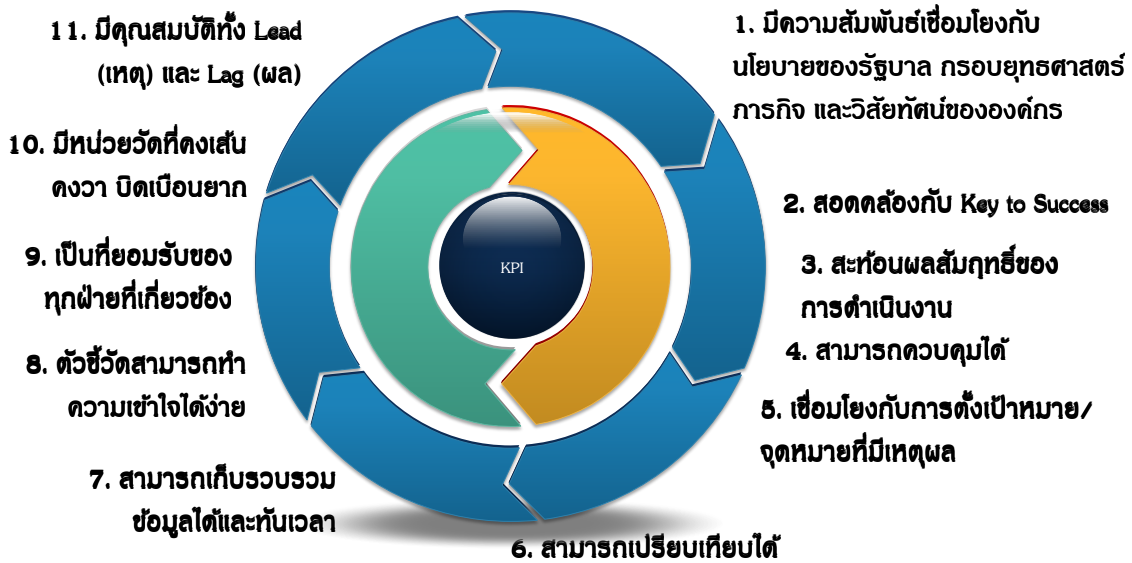 1. มีความสัมพันธ์เชื่อมโยงกับ
นโยบายของรัฐบาล กรอบยุทธศาสตร์
ภารกิจ และวิสัยทัศน์ขององค์กร
2. สอดคล้องกับ Key to Success
3. สะท้อนผลสัมฤทธิ์ของ
การดำเนินงาน
4. สามารถควบคุมได้
5. เชื่อมโยงกับการตั้งเป้าหมาย/
จุดหมายที่มีเหตุผล
6. สามารถเปรียบเทียบได้
7. สามารถเก็บรวบรวม
ข้อมูลได้และทันเวลา
8. ตัวชี้วัดสามารถทำ
ความเข้าใจได้ง่าย
9. เป็นที่ยอมรับของ
ทุกฝ่ายที่เกี่ยวข้อง
10. มีหน่วยวัดที่คงเส้น
คงวา บิดเบือนยาก
11. มีคุณสมบัติทั้ง Lead
(เหตุ) และ Lag (ผล)
KPI